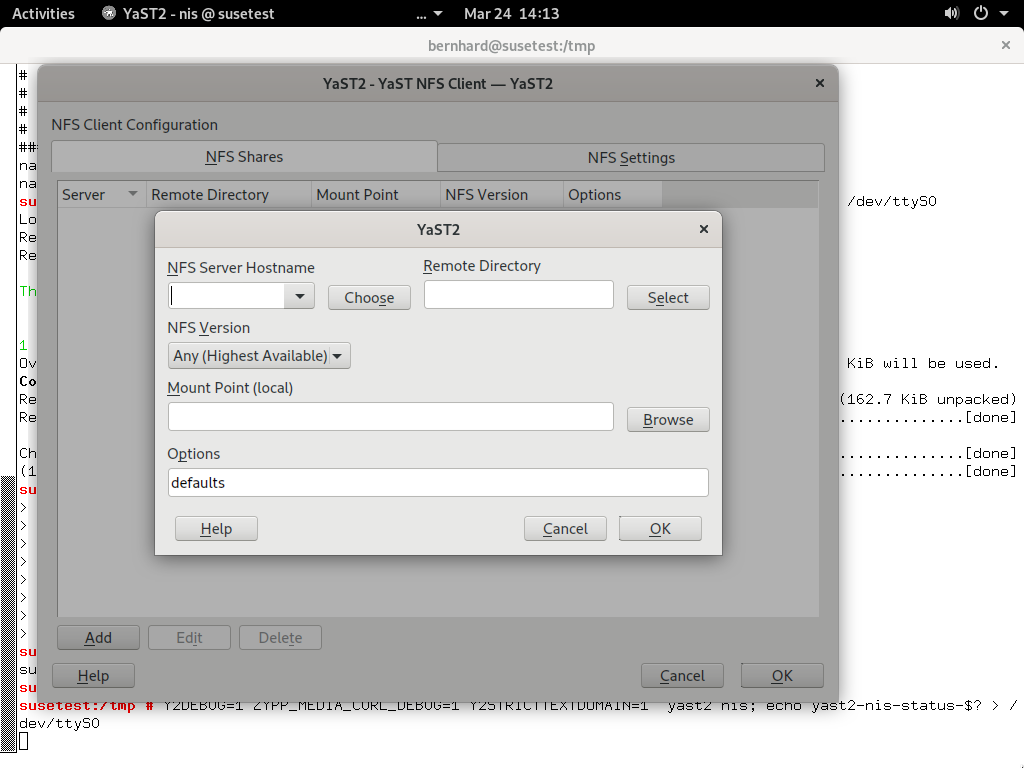 Activities YaST2 - nis @ susetest ... Mar 24 14:13
bernhard@susetest:/tmp
#
#
#
#
YaST2 - YaST NFS Client — YaST2
NFS Client Configuration
NFS Shares NFS Settings
Server Remote Directory Mount Point NFS Version Options
##
na
na
su /dev/ttyS0
Lo
Re
Re
Th
1
Ov KiB will be used.
Co
Re (162.7 KiB unpacked)
Re ..............[done]
Ch ..............[done]
(1 ..............[done]
su
>
>
>
>
>
>
>
>
YaST2
NFS Server Hostname Remote Directory
Choose Select
NFS Version
Any (Highest Available)
Mount Point (local)
Browse
Options
defaults
Help Cancel OK
Add Edit Delete
Help Cancel OK
su
su
su
susetest:/tmp # Y2DEBUG=1 ZYPP_MEDIA_CURL_DEBUG=1 Y2STRICTTEXTDOMAIN=1 yast2 nis; echo yast2-nis-status-$? > /
dev/ttyS0